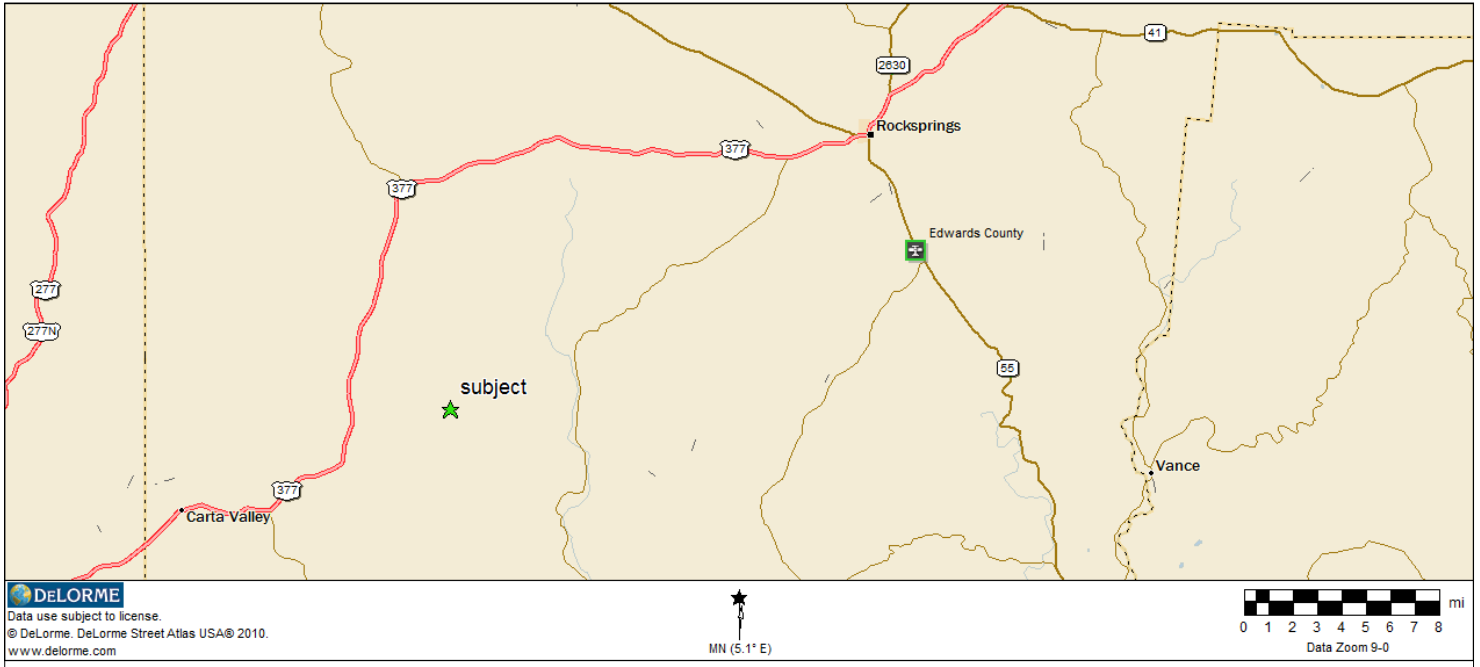 41
2630
Rocksprings
377
377
Edwards County
277
277N
55
subject
Vance
377
Carta Valley
DELORME
Data use subject to license.
© DeLorme. DeLorme Street Atlas USA® 2010.
www.delorme.com
MN (5.1° E)
mi
0 1 2 3 4 5 6 7 8
Data Zoom 9-0